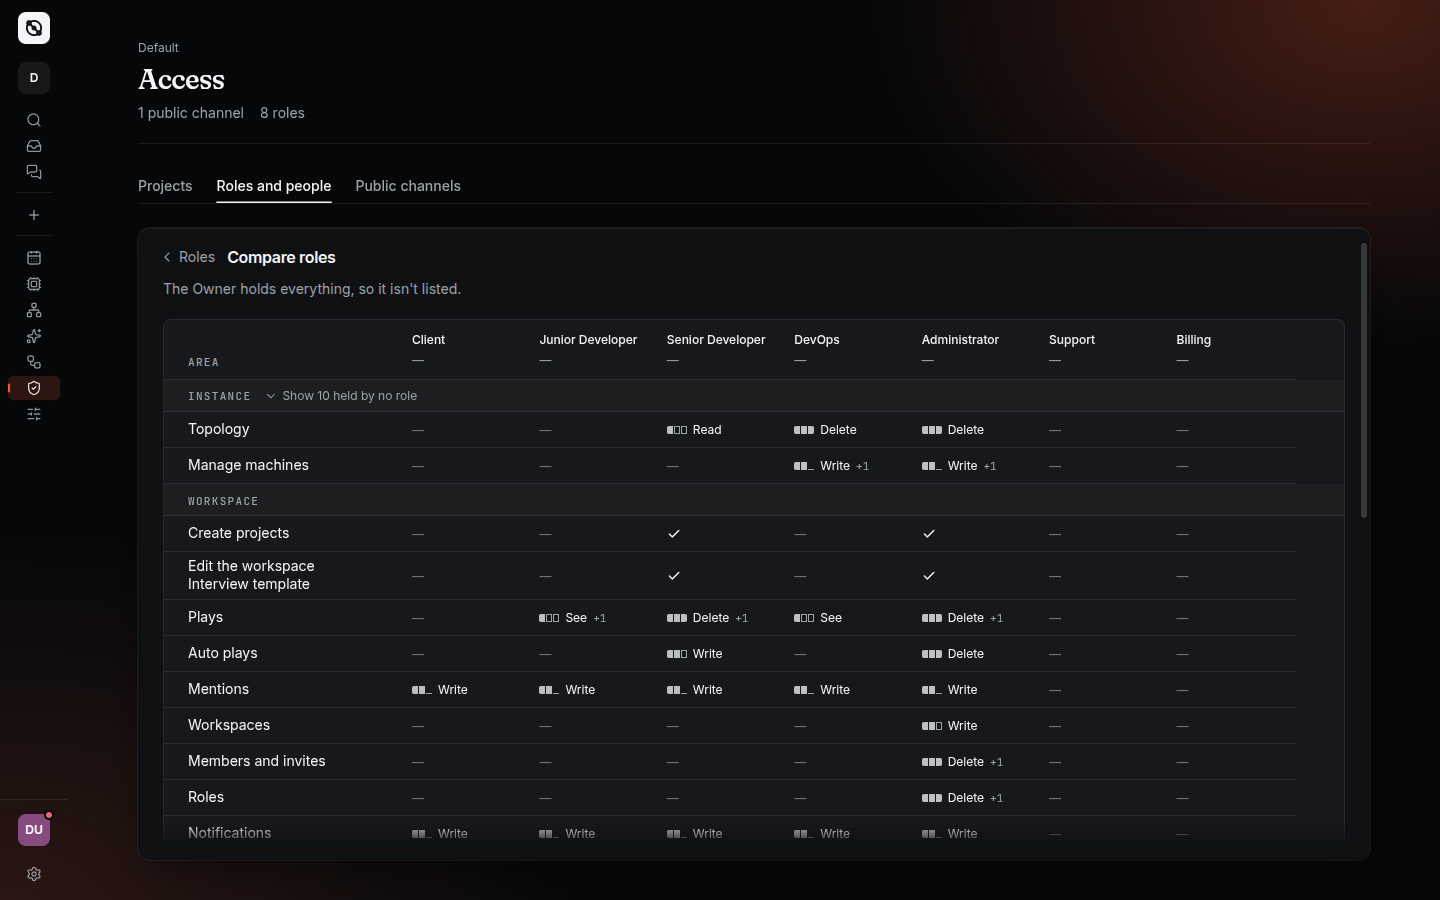 D
Default
Access
1 public channel 8 roles
Projects Roles and people Public channels
Roles Compare roles
The Owner holds everything, so it isn't listed.
AREA Client Junior Developer Senior Developer DevOps Administrator Support Billing
— — — — — — —
INSTANCE Show 10 held by no role
Topology — — Read Delete Delete — —
Manage machines — — — Write +1 Write +1 — —
WORKSPACE
Create projects — — ✓ — ✓ — —
Edit the workspace
Interview template — — ✓ — ✓ — —
Plays — See +1 Delete +1 See Delete +1 — —
Auto plays — — Write — Delete — —
Mentions Write Write Write Write Write — —
Workspaces — — — — Write — —
Members and invites — — — — Delete +1 — —
Roles — — — — Delete +1 — —
Notifications Write Write Write Write Write — —
DU